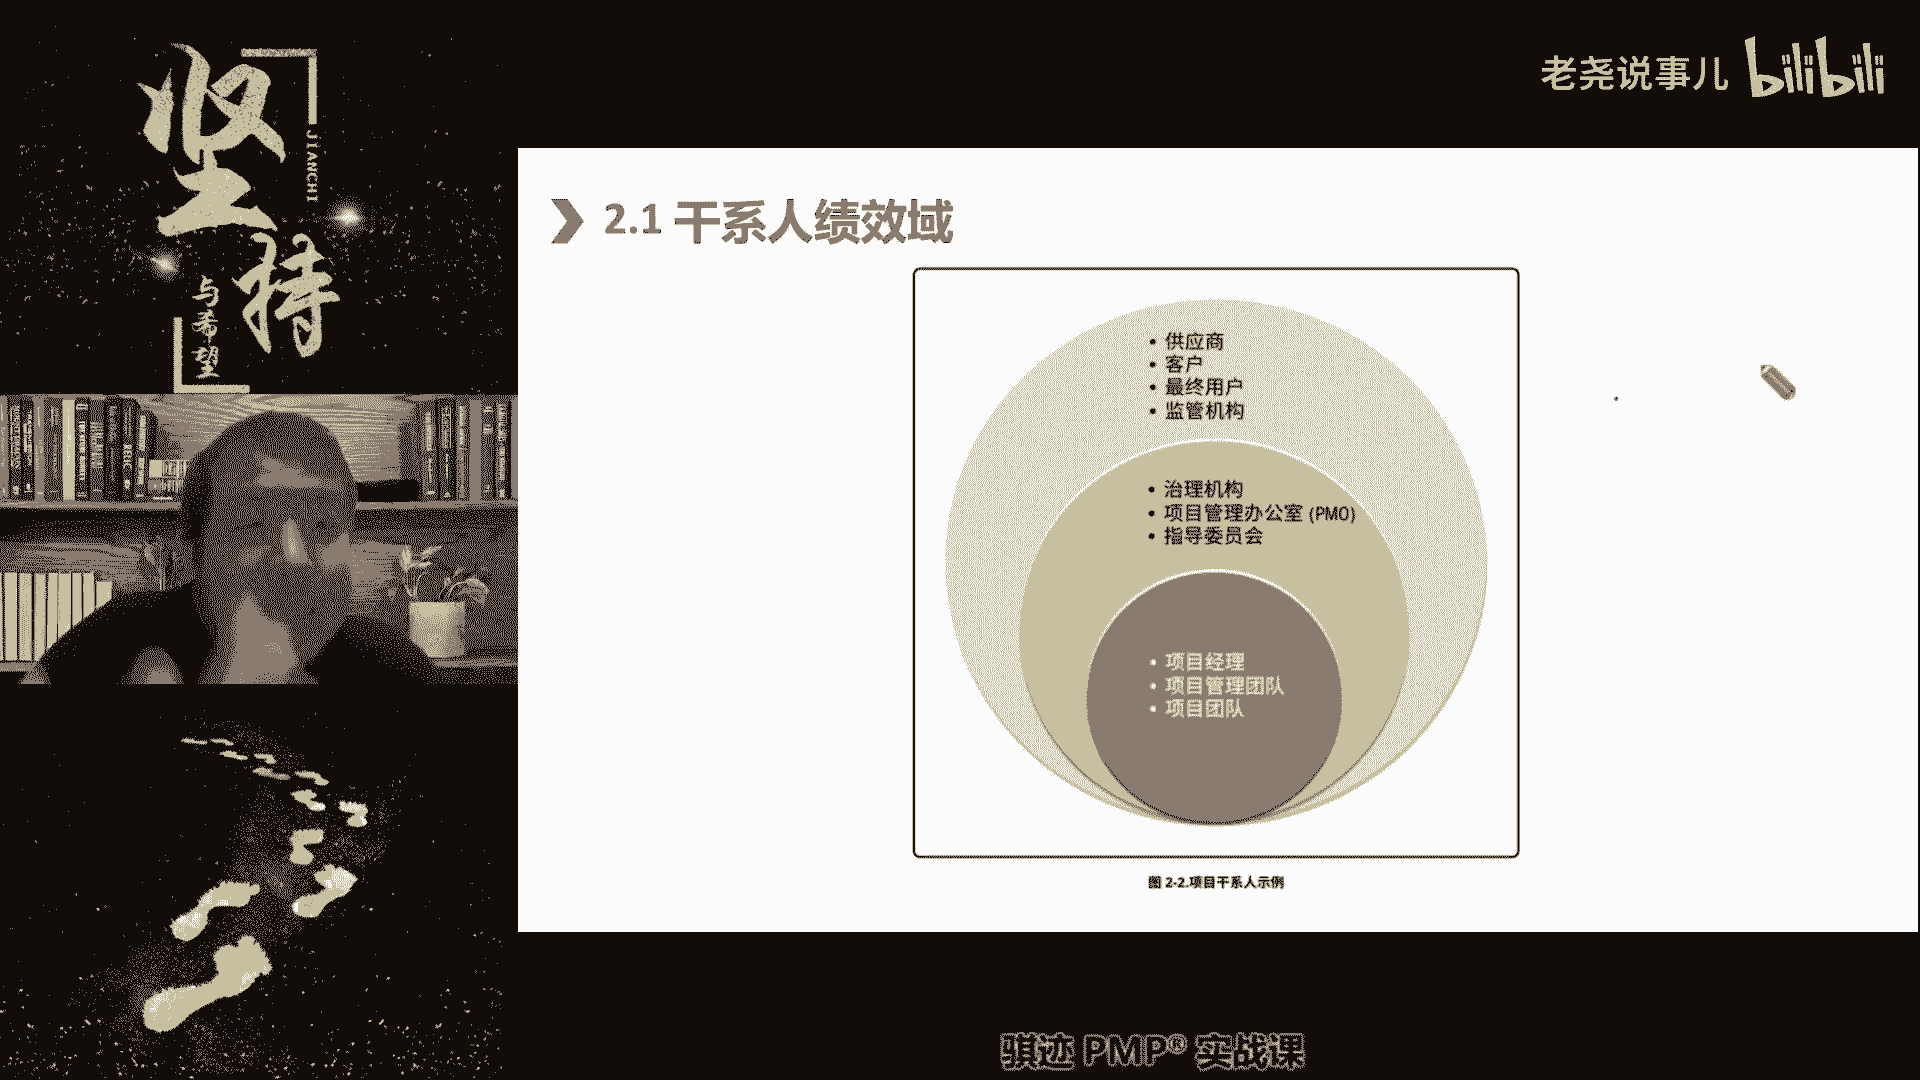 坚持
JIANCHI
与希望
老尧说事儿 bilibili
2.1 干系人绩效域
• 供应商
• 客户
• 最终用户
• 监管机构
• 治理机构
• 项目管理办公室 (PMO)
• 指导委员会
• 项目经理
• 项目管理团队
• 项目团队
图 2-2.项目干系人示例
骐迹 PMP® 实战课